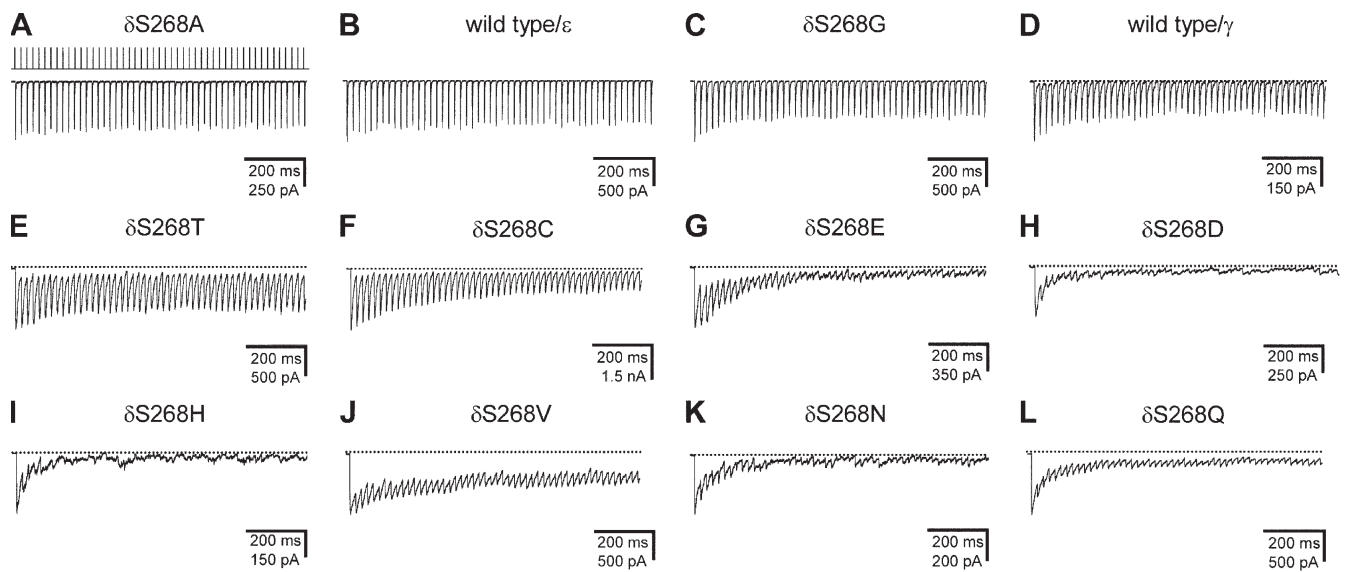 A δS268A
B wild type/ε
C δS268G
D wild type/γ
200 ms
250 pA
200 ms
500 pA
200 ms
500 pA
200 ms
150 pA
E δS268T
F δS268C
G δS268E
H δS268D
200 ms
500 pA
200 ms
1.5 nA
200 ms
350 pA
200 ms
250 pA
I δS268H
J δS268V
K δS268N
L δS268Q
200 ms
150 pA
200 ms
500 pA
200 ms
200 pA
200 ms
500 pA